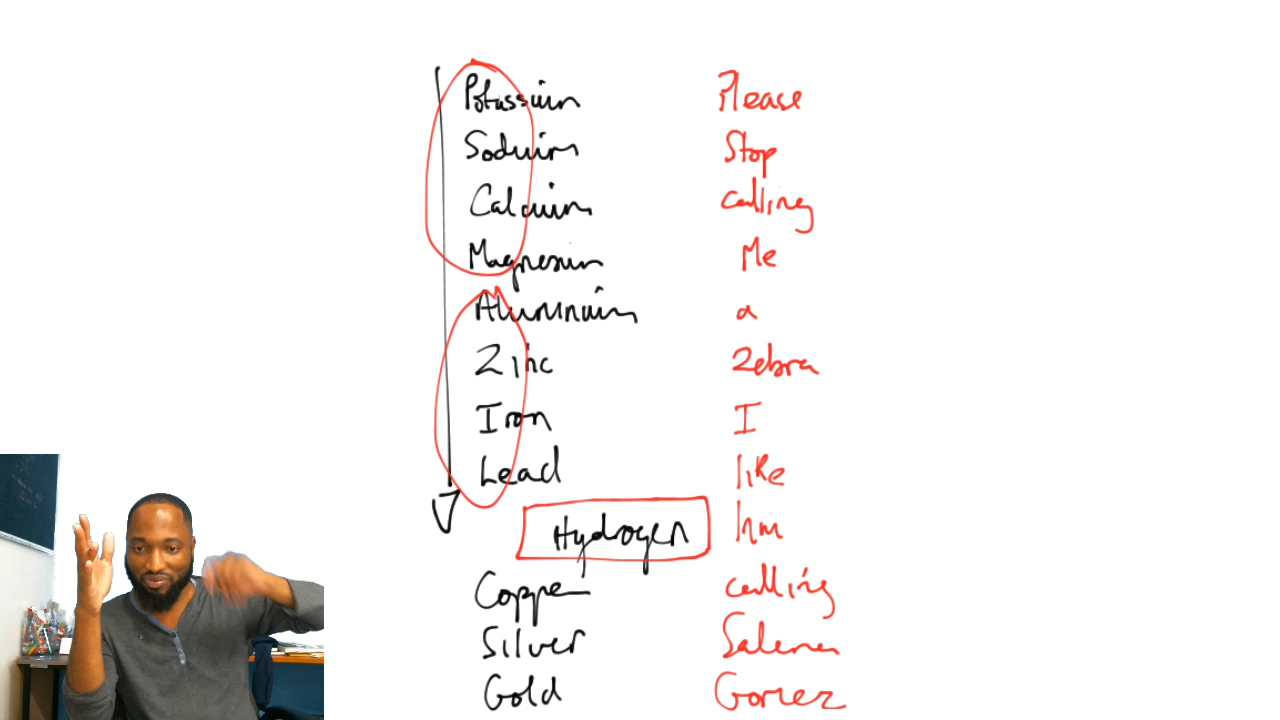 Potassium Please
Sodium Stop
Calcium calling
Magnesium Me
Aluminium a
Zinc Zebra
Iron I
Lead like
Hydrogen him
Copper calling
Silver Salena
Gold Gomez